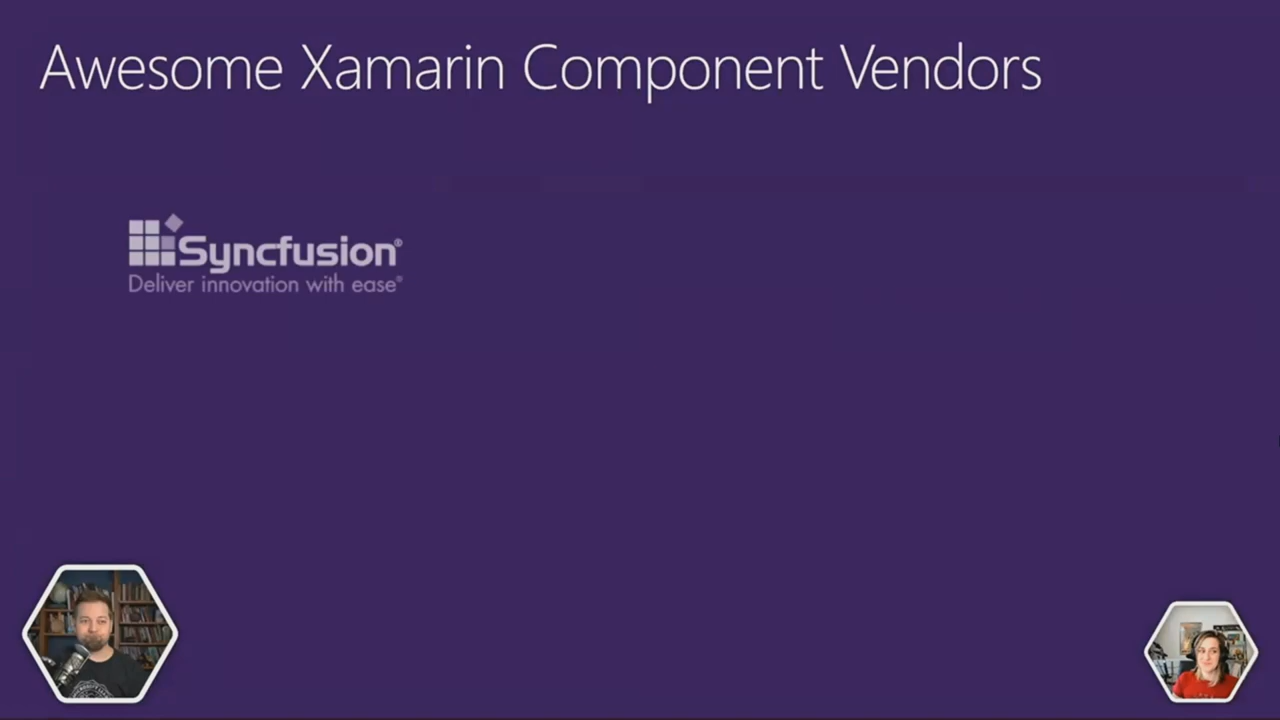 Awesome Xamarin Component Vendors
Syncfusion®
Deliver innovation with ease®